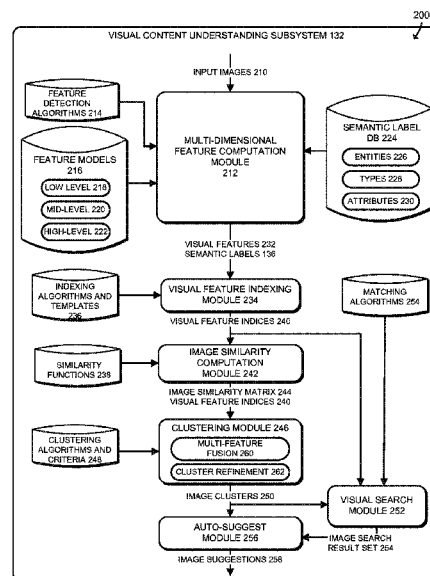 200
VISUAL CONTENT UNDERSTANDING SUBSYSTEM 132
INPUT IMAGES 210
FEATURE
DETECTION
ALGORITHMS 214
FEATURE MODELS
216
LOW LEVEL 218
MID-LEVEL 220
HIGH-LEVEL 222
MULTI-DIMENSIONAL
FEATURE COMPUTATION
MODULE
212
SEMANTIC LABEL
DB 224
ENTITIES 226
TYPES 228
ATTRIBUTES 230
VISUAL FEATURES 232
SEMANTIC LABELS 136
INDEXING
ALGORITHMS AND
TEMPLATES
236
VISUAL FEATURE INDEXING
MODULE 234
MATCHING
ALGORITHMS 264
VISUAL FEATURE INDICES 240
SIMILARITY
FUNCTIONS 238
IMAGE SIMILARITY
COMPUTATION
MODULE 242
IMAGE SIMILARITY MATRIX 244
VISUAL FEATURE INDICES 240
CLUSTERING
ALGORITHMS AND
CRITERIA 248
CLUSTERING MODULE 246
MULTI-FEATURE
FUSION 260
CLUSTER REFINEMENT 262
IMAGE CLUSTERS 250
VISUAL SEARCH
MODULE 252
AUTO-SUGGEST
MODULE 256
IMAGE SEARCH
RESULT SET 254
IMAGE SUGGESTIONS 258